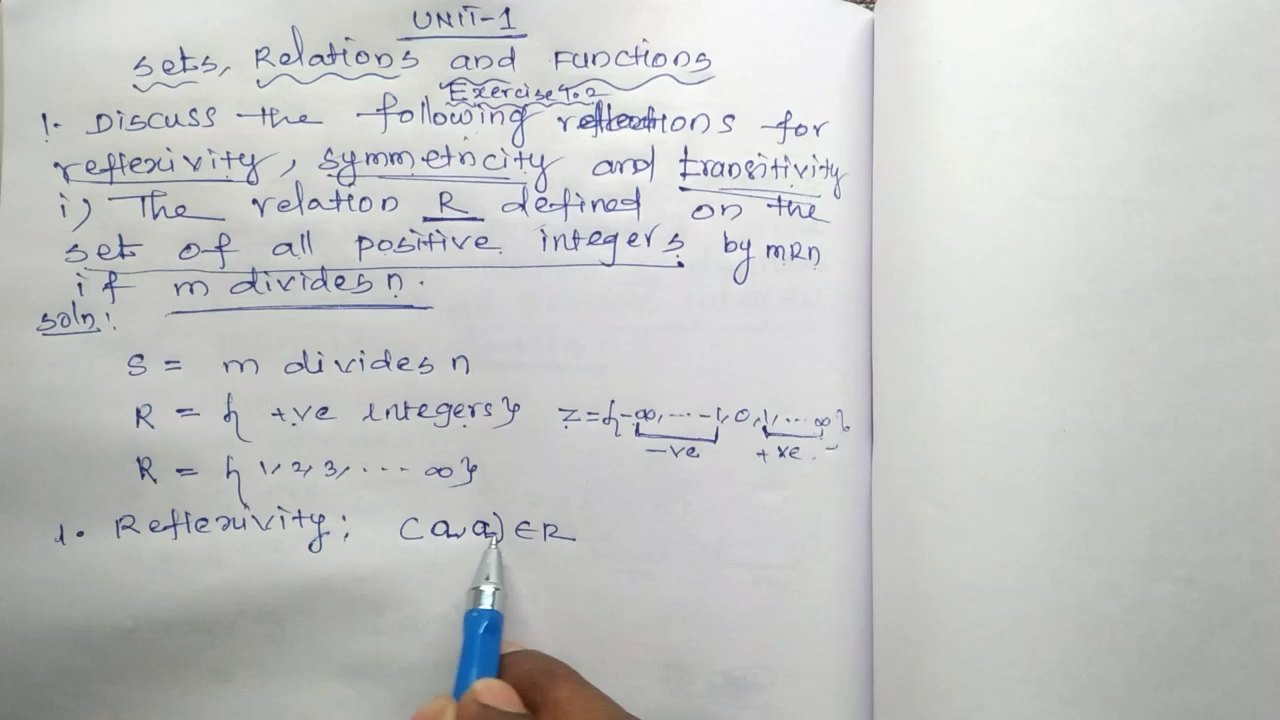 UNIT-1
Sets, Relations and Functions
Exercise 1.2
1. Discuss the following relations for
reflexivity, symmetricity and transitivity
i) The relation R defined on the
set of all positive integers by mRn
if m divides n.
soln:
S = m divides n
R = { +ve integers} Z={-∞,...-1,0,1,...∞}
-ve +ve
R = { 1, 2, 3, .... ∞}
1. Reflexivity: (a,a)∈R